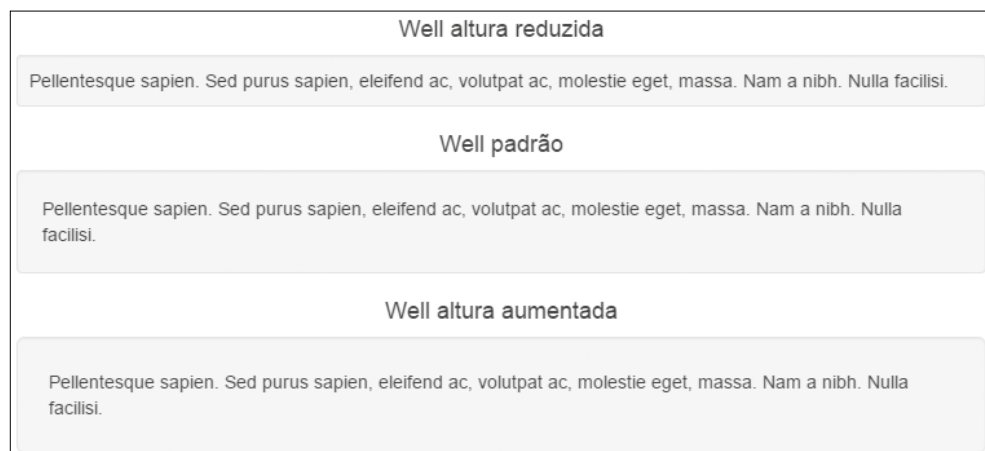 Well altura reduzida
Pellentesque sapien. Sed purus sapien, eleifend ac, volutpat ac, molestie eget, massa. Nam a nibh. Nulla facilisi.
Well padrão
Pellentesque sapien. Sed purus sapien, eleifend ac, volutpat ac, molestie eget, massa. Nam a nibh. Nulla
facilisi.
Well altura aumentada
Pellentesque sapien. Sed purus sapien, eleifend ac, volutpat ac, molestie eget, massa. Nam a nibh. Nulla
facilisi.